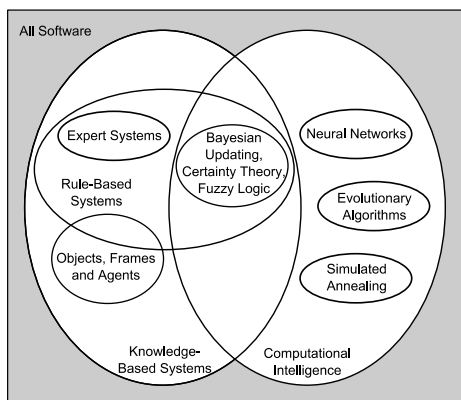 All Software
Expert Systems
Bayesian
Updating,
Certainty Theory,
Fuzzy Logic
Neural Networks
Rule-Based
Systems
Evolutionary
Algorithms
Objects, Frames
and Agents
Simulated
Annealing
Knowledge-
Based Systems
Computational
Intelligence